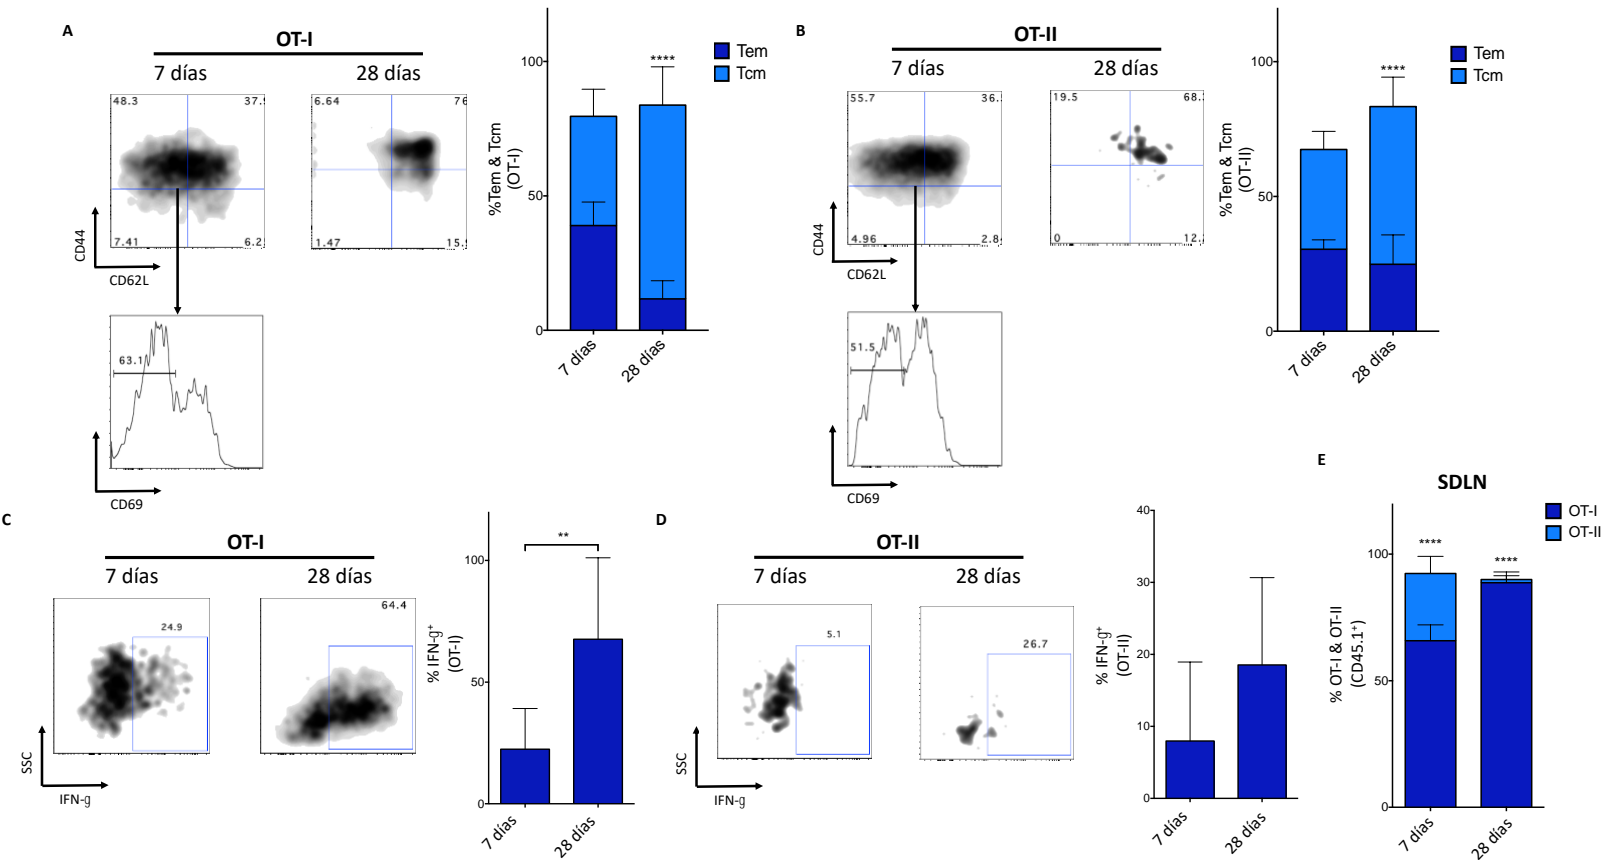 A
OT-I
7 días
28 días
48.3
37.
7.41
6.2
6.64
76
1.47
15.
CD44
CD62L
63.1
CD69
%Tem & Tcm
(OT-I)
100
50
0
****
7 días
28 días
Tem
Tcm
B
OT-II
7 días
28 días
55.7
36.
4.96
2.8
19.5
68.
0
12.
CD44
CD62L
51.5
CD69
%Tem & Tcm
(OT-II)
100
50
0
****
7 días
28 días
Tem
Tcm
C
OT-I
7 días
28 días
24.9
64.4
SSC
IFN-g
% IFN-g+
(OT-I)
100
50
0
**
7 días
28 días
D
OT-II
7 días
28 días
5.1
26.7
SSC
IFN-g
% IFN-g+
(OT-II)
40
30
20
10
0
7 días
28 días
E
SDLN
% OT-I & OT-II
(CD45.1+)
100
50
0
****
****
7 días
28 días
OT-I
OT-II